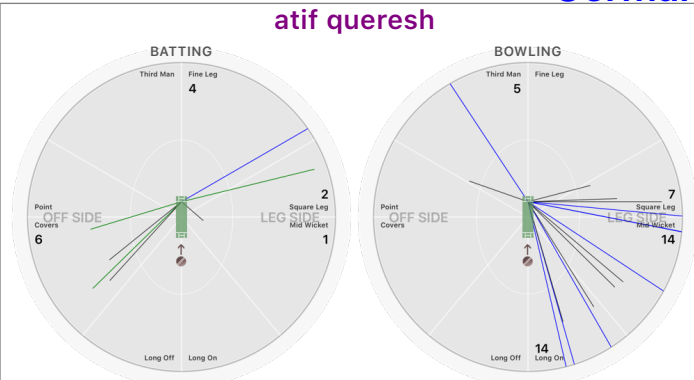 atif queresh
BATTING
Third Man
Fine Leg
4
2
Square Leg
Mid Wicket
1
Point
Covers
6
OFF SIDE
LEG SIDE
Long Off
Long On
BOWLING
Third Man
Fine Leg
5
7
Square Leg
Mid Wicket
14
Point
Covers
OFF SIDE
LEG SIDE
14
Long Off
Long On